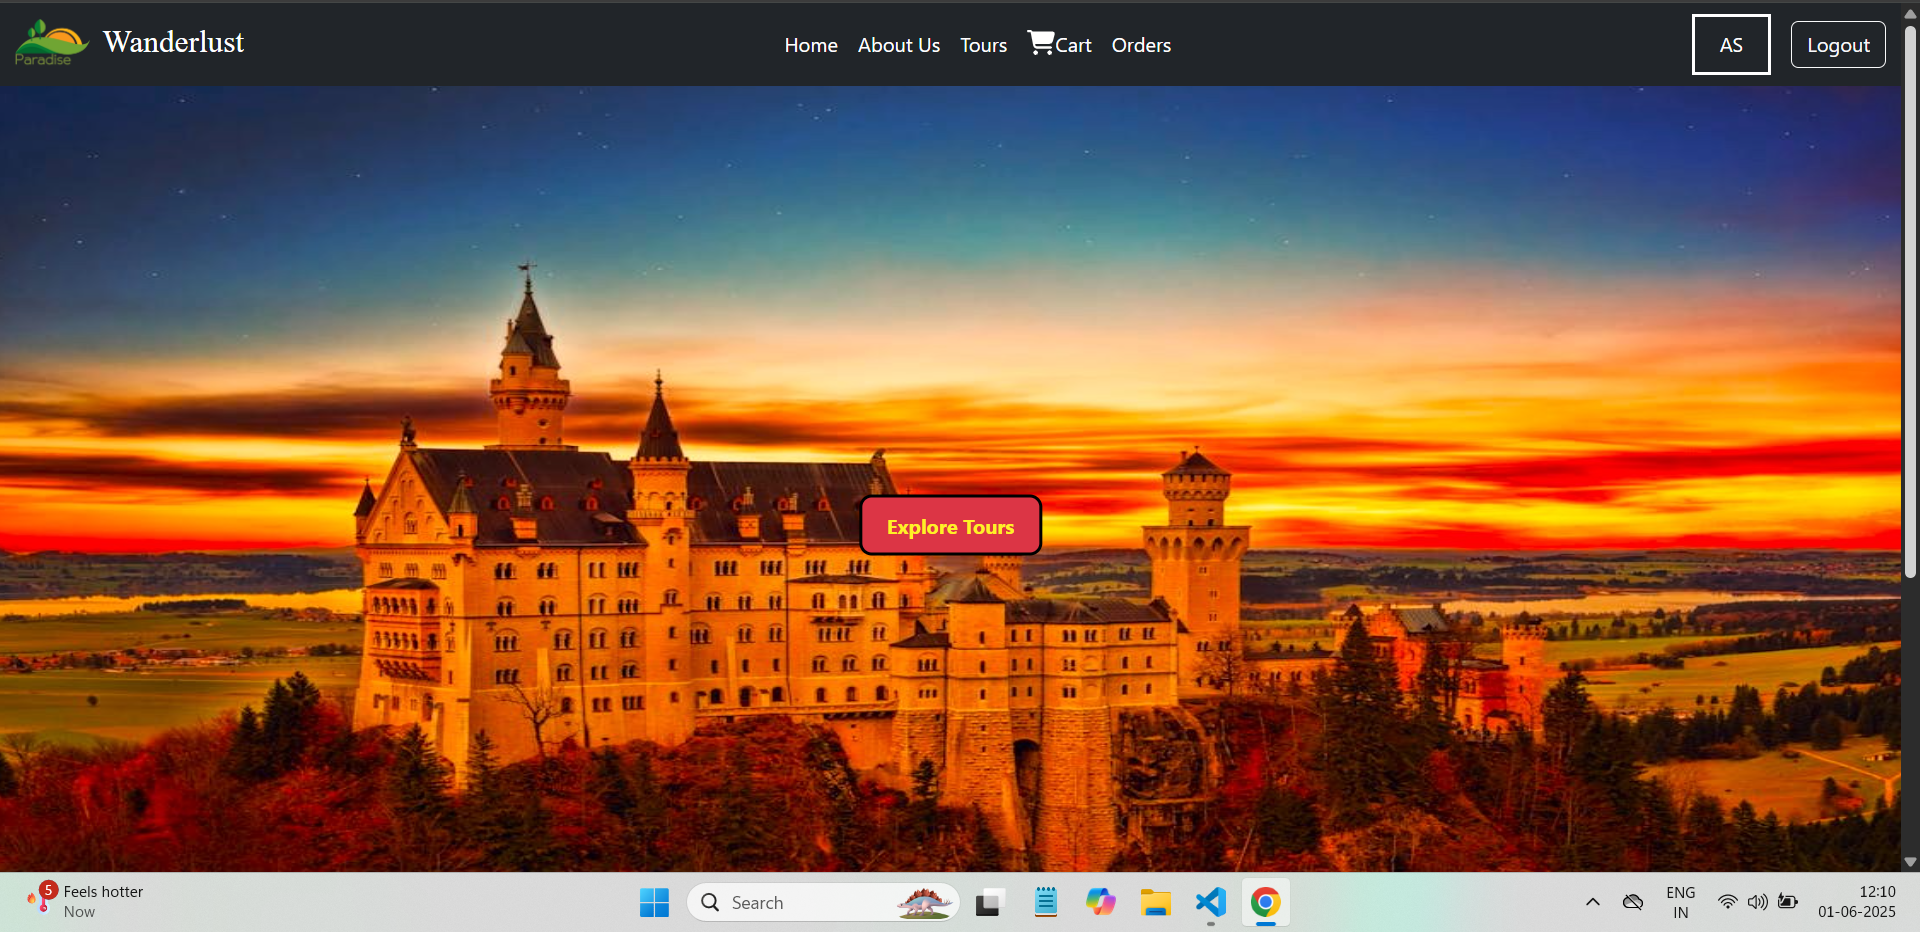 Paradise
Wanderlust
Home
About Us
Tours
Cart
Orders
AS
Logout
Explore Tours
5
Feels hotter
Now
Search
ENG
IN
12:10
01-06-2025